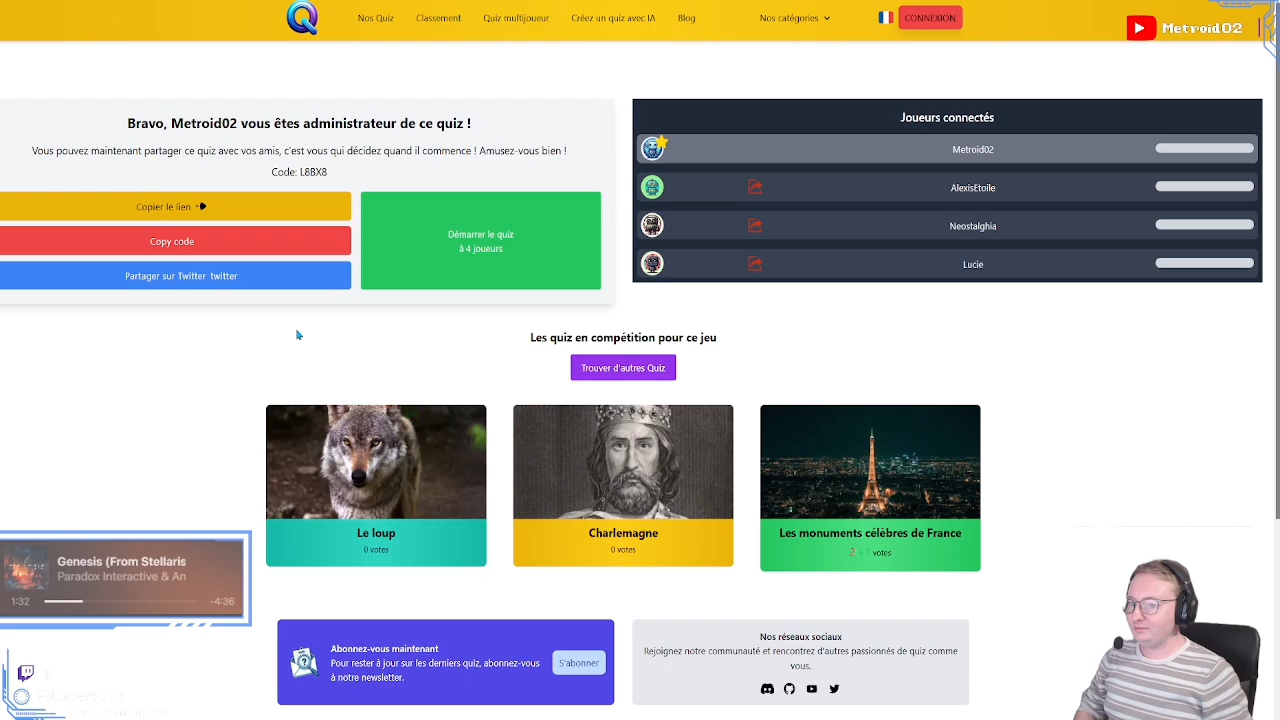 Nos Quiz
Classement
Quiz multijoueur
Créez un quiz avec IA
Blog
Nos catégories
CONNEXION
Metroid02
Bravo, Metroid02 vous êtes administrateur de ce quiz !
Vous pouvez maintenant partager ce quiz avec vos amis, c'est vous qui décidez quand il commence ! Amusez-vous bien !
Code: L8BX8
Copier le lien
Copy code
Partager sur Twitter twitter
Démarrer le quiz
à 4 joueurs
Joueurs connectés
Metroid02
AlexisEtoile
Neostalghia
Lucie
Les quiz en compétition pour ce jeu
Trouver d'autres Quiz
Le loup
0 votes
Charlemagne
0 votes
Les monuments célèbres de France
2 + 1 votes
Genesis (From Stellaris
Paradox Interactive & An
1:32
-4:36
Abonnez-vous maintenant
Pour rester à jour sur les derniers quiz, abonnez-vous
à notre newsletter.
S'abonner
Nos réseaux sociaux
Rejoignez notre communauté et rencontrez d'autres passionnés de quiz comme
vous.